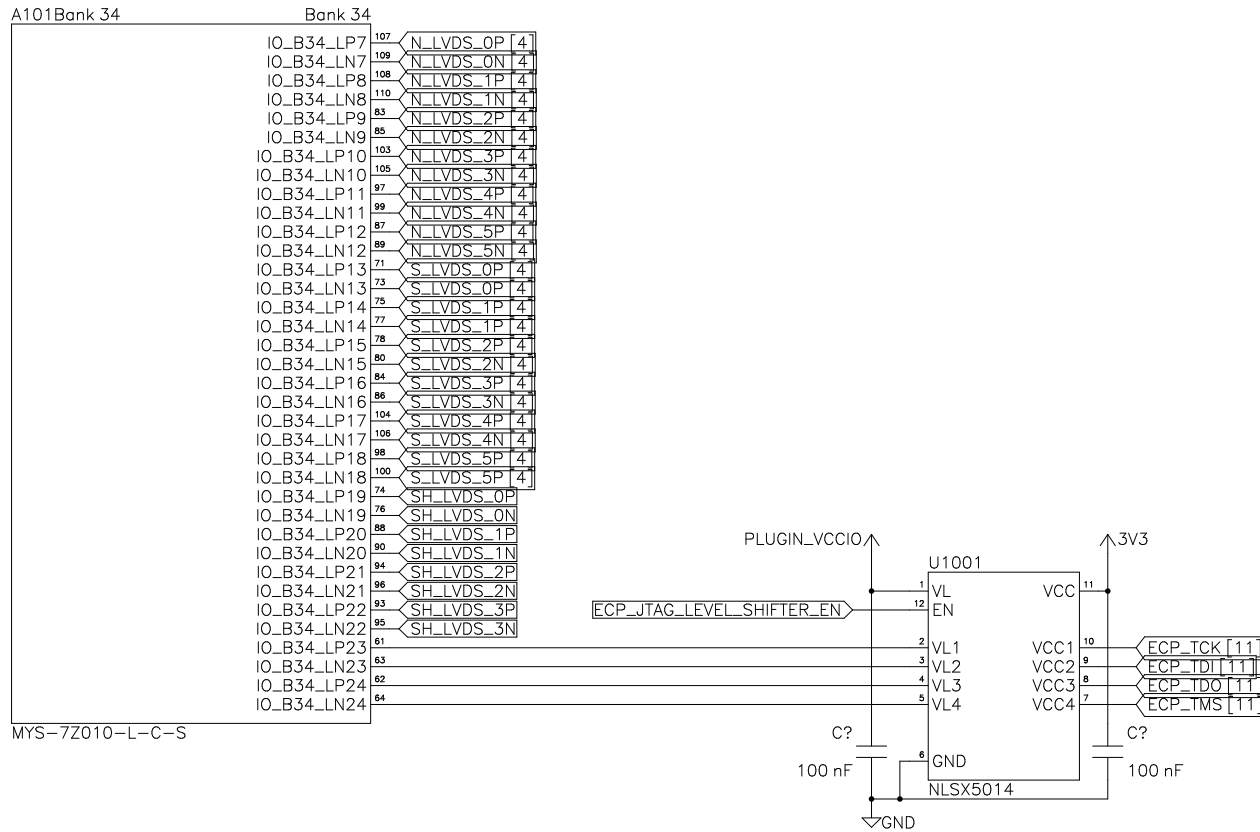 A101Bank 34 Bank 34
IO_B34_LP7 107 N_LVDS_0P [4]
IO_B34_LN7 109 N_LVDS_0N [4]
IO_B34_LP8 108 N_LVDS_1P [4]
IO_B34_LN8 110 N_LVDS_1N [4]
IO_B34_LP9 83 N_LVDS_2P [4]
IO_B34_LN9 85 N_LVDS_2N [4]
IO_B34_LP10 103 N_LVDS_3P [4]
IO_B34_LN10 105 N_LVDS_3N [4]
IO_B34_LP11 97 N_LVDS_4P [4]
IO_B34_LN11 99 N_LVDS_4N [4]
IO_B34_LP12 87 N_LVDS_5P [4]
IO_B34_LN12 89 N_LVDS_5N [4]
IO_B34_LP13 71 S_LVDS_0P [4]
IO_B34_LN13 73 S_LVDS_0P [4]
IO_B34_LP14 75 S_LVDS_1P [4]
IO_B34_LN14 77 S_LVDS_1P [4]
IO_B34_LP15 78 S_LVDS_2P [4]
IO_B34_LN15 80 S_LVDS_2N [4]
IO_B34_LP16 84 S_LVDS_3P [4]
IO_B34_LN16 86 S_LVDS_3N [4]
IO_B34_LP17 104 S_LVDS_4P [4]
IO_B34_LN17 106 S_LVDS_4N [4]
IO_B34_LP18 98 S_LVDS_5P [4]
IO_B34_LN18 100 S_LVDS_5P [4]
IO_B34_LP19 74 SH_LVDS_0P
IO_B34_LN19 76 SH_LVDS_0N
IO_B34_LP20 88 SH_LVDS_1P
IO_B34_LN20 90 SH_LVDS_1N
IO_B34_LP21 94 SH_LVDS_2P
IO_B34_LN21 96 SH_LVDS_2N
IO_B34_LP22 93 SH_LVDS_3P
IO_B34_LN22 95 SH_LVDS_3N
IO_B34_LP23 61
IO_B34_LN23 63
IO_B34_LP24 62
IO_B34_LN24 64
MYS-7Z010-L-C-S
PLUGIN_VCCIO 3V3
U1001
1 VL VCC 11
ECP_JTAG_LEVEL_SHIFTER_EN 12 EN
2 VL1 VCC1 10 ECP_TCK [11]
3 VL2 VCC2 9 ECP_TDI [11]
4 VL3 VCC3 8 ECP_TDO [11]
5 VL4 VCC4 7 ECP_TMS [11]
C? C?
6 GND
100 nF 100 nF
NLSX5014
GND